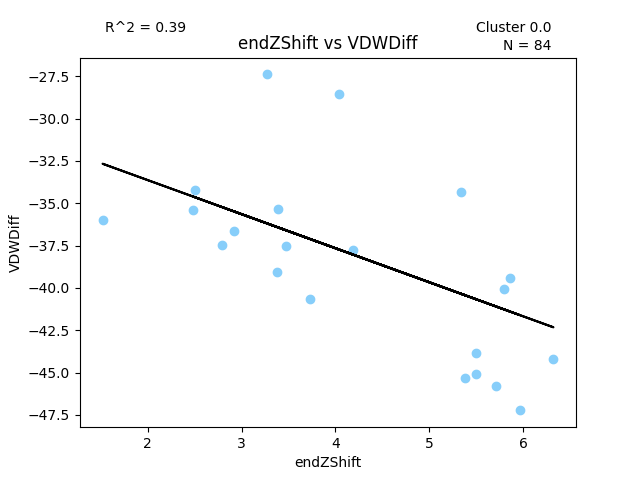 R^2 = 0.39
Cluster 0.0
N = 84
endZShift vs VDWDiff
−27.5
−30.0
−32.5
−35.0
−37.5
−40.0
−42.5
−45.0
−47.5
VDWDiff
2 3 4 5 6
endZShift